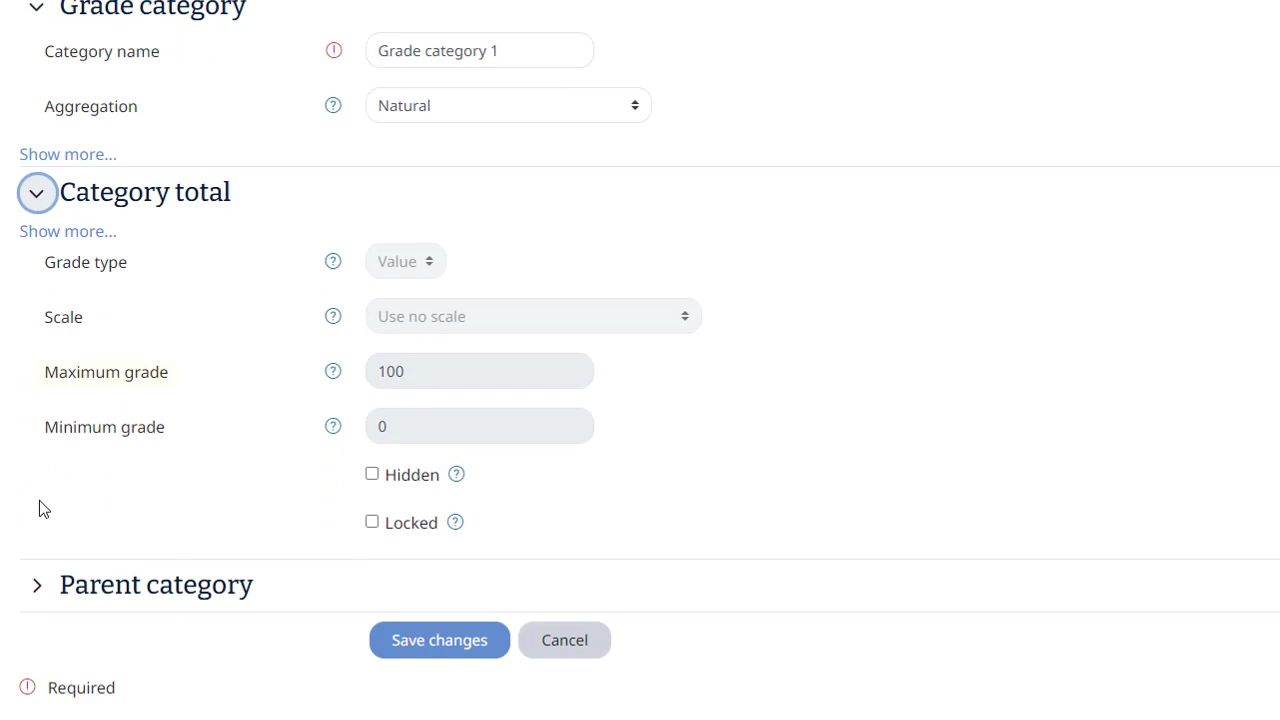 Grade category
Category name
Grade category 1
Aggregation
Natural
Show more...
Category total
Show more...
Grade type
Value
Scale
Use no scale
Maximum grade
100
Minimum grade
0
Hidden
Locked
Parent category
Save changes
Cancel
Required